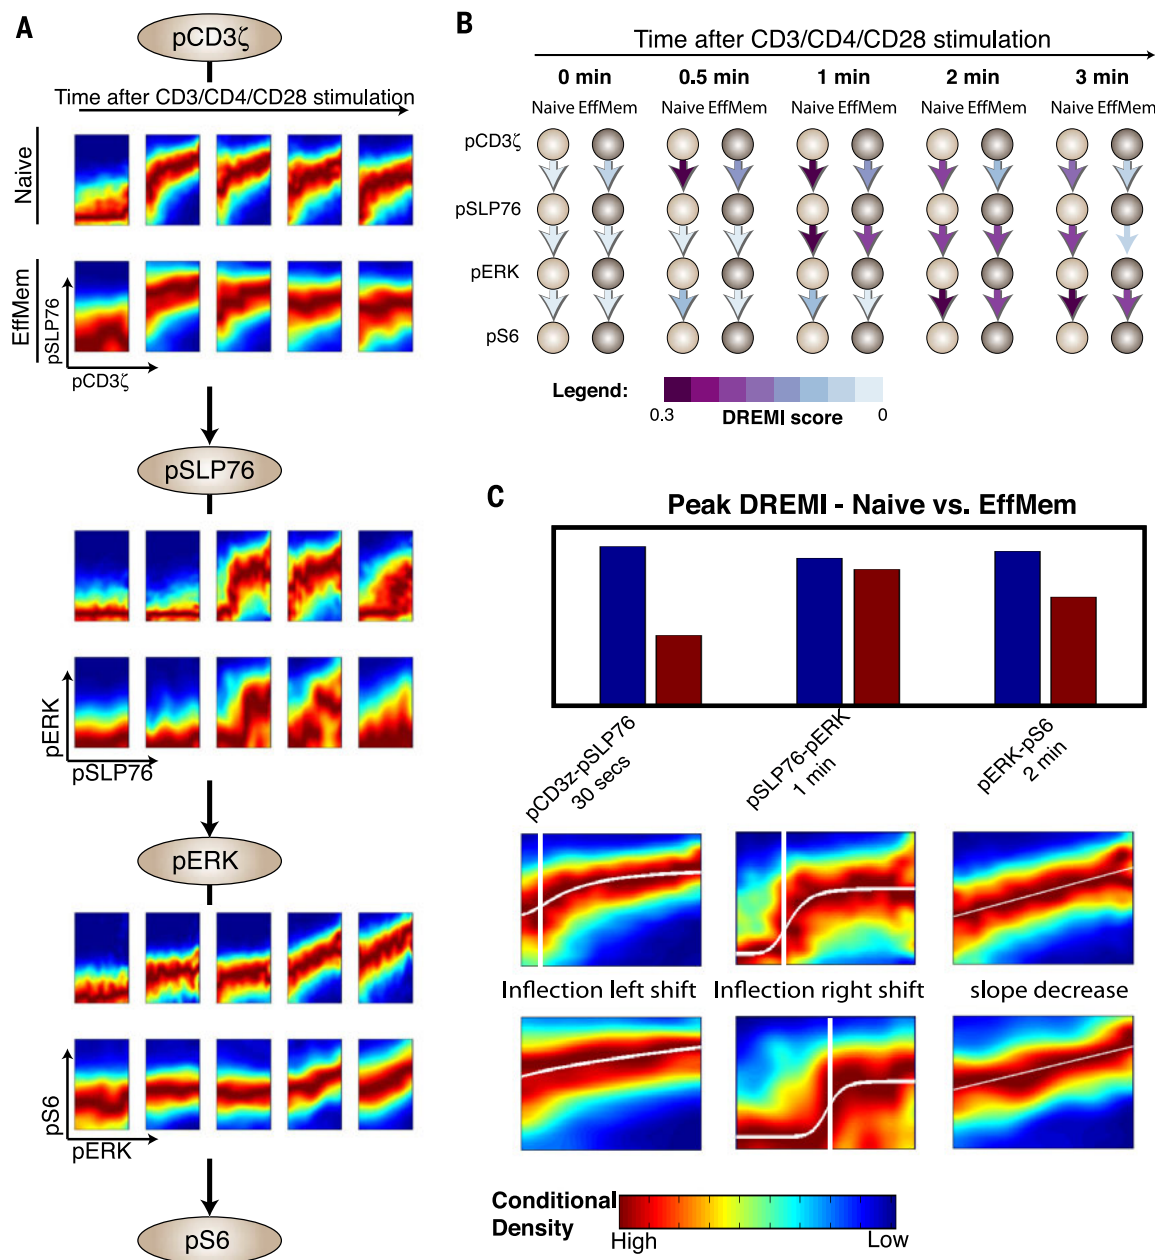 A
pCD3ζ
Time after CD3/CD4/CD28 stimulation
Naive
EffMem
pSLP76
pCD3ζ
pSLP76
pERK
pSLP76
pERK
pS6
pERK
pS6
B
Time after CD3/CD4/CD28 stimulation
0 min 0.5 min 1 min 2 min 3 min
Naive EffMem Naive EffMem Naive EffMem Naive EffMem Naive EffMem
pCD3ζ
pSLP76
pERK
pS6
Legend:
0.3 DREMI score 0
C
Peak DREMI - Naive vs. EffMem
pCD3z-pSLP76
30 secs
pSLP76-pERK
1 min
pERK-pS6
2 min
Inflection left shift Inflection right shift slope decrease
Conditional
Density
High Low